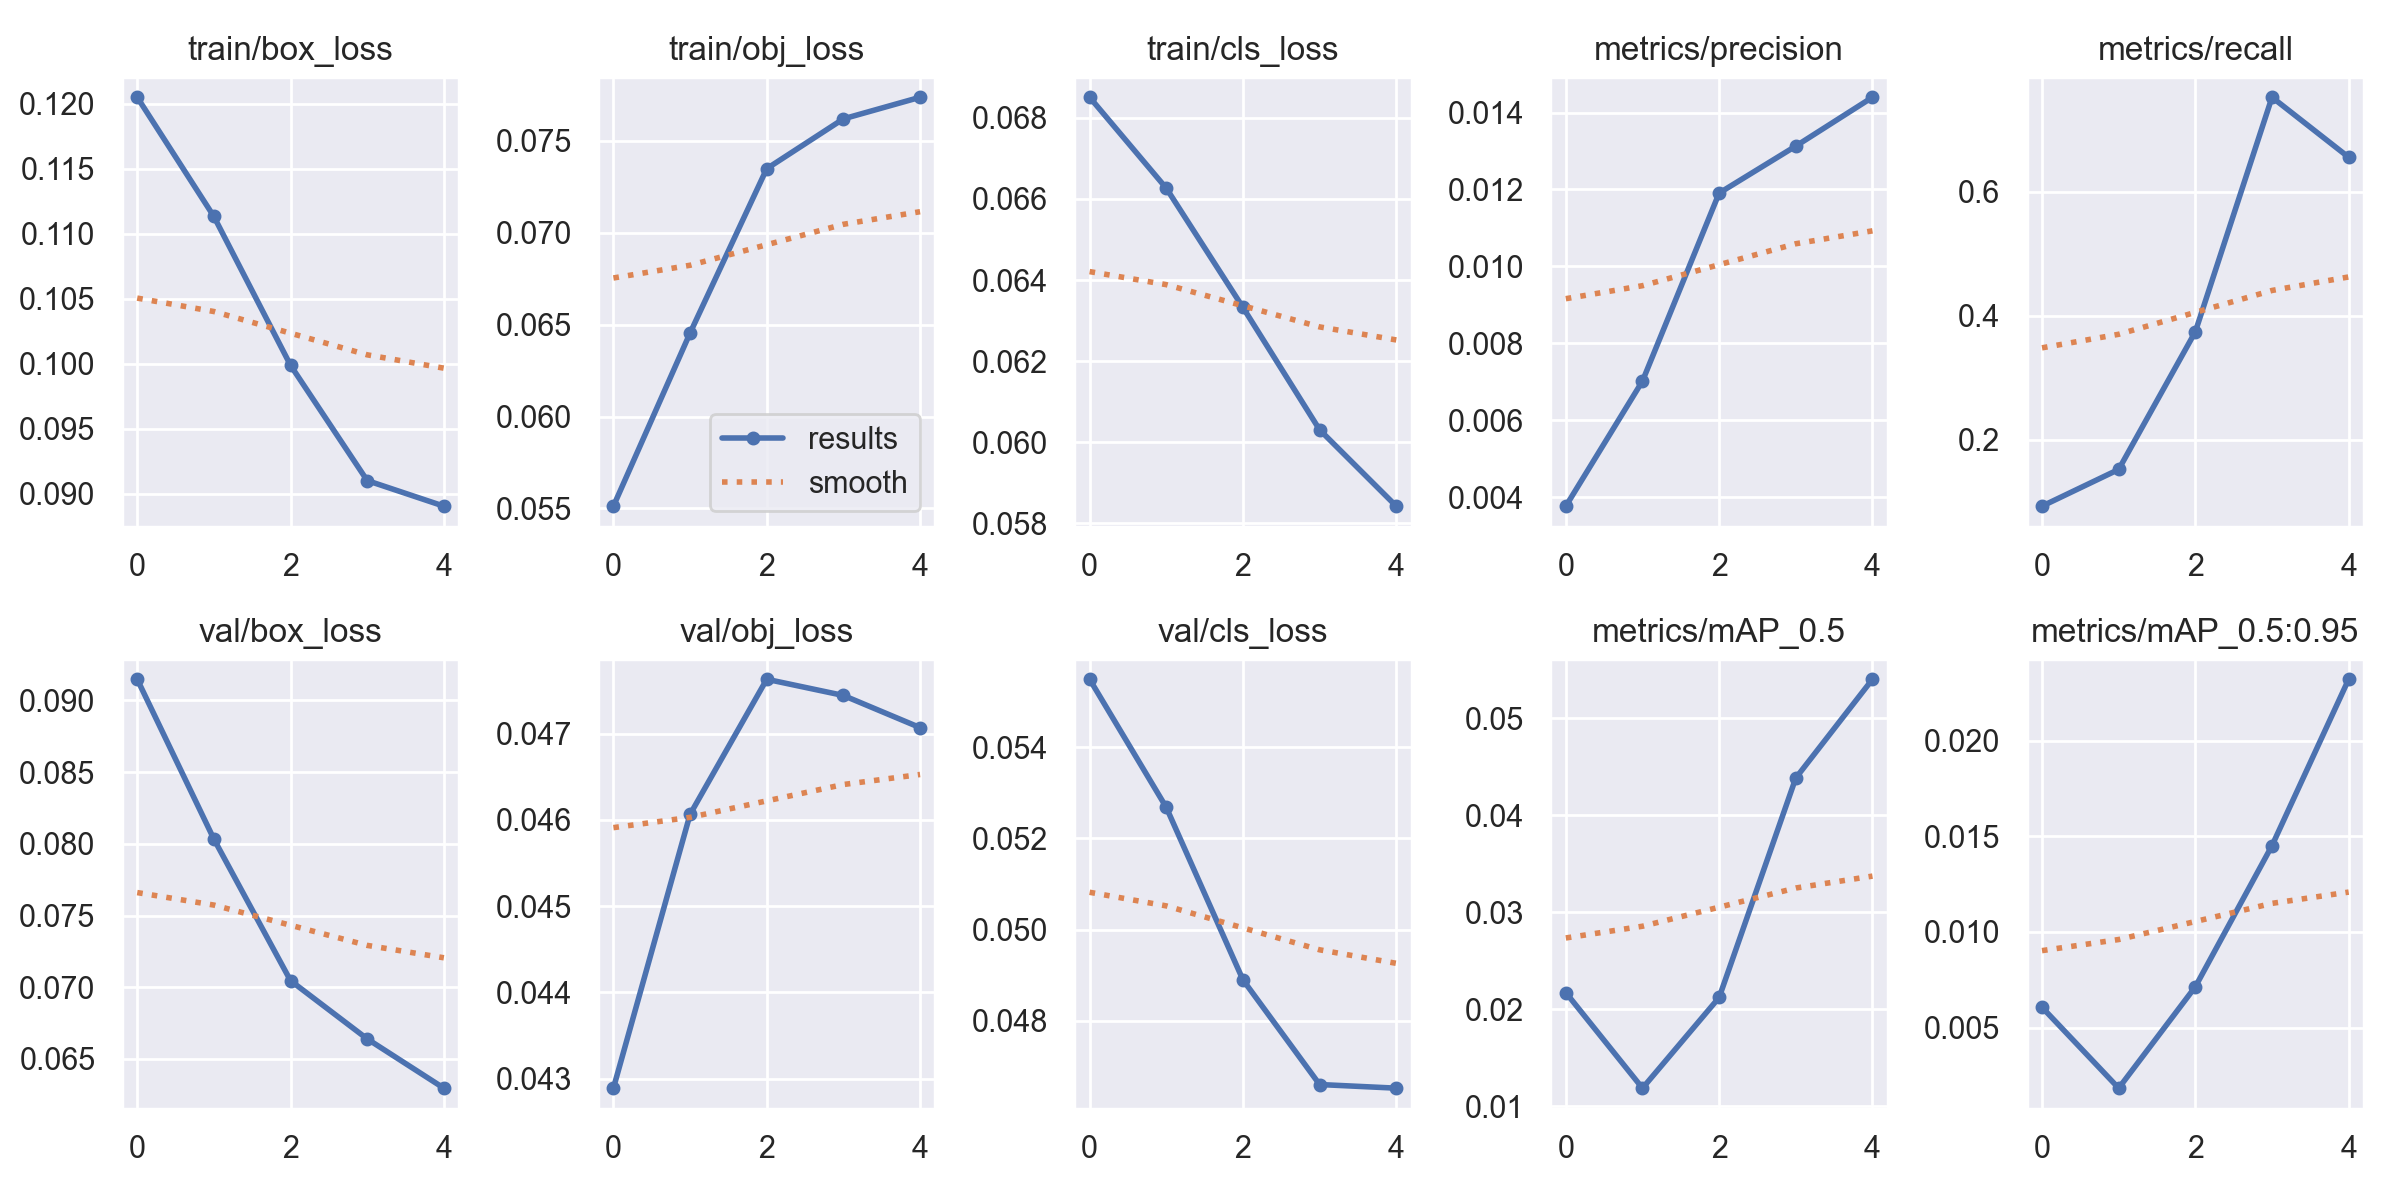 train/box_loss
0.120
0.115
0.110
0.105
0.100
0.095
0.090
0 2 4
train/obj_loss
0.075
0.070
0.065
0.060
0.055
results
smooth
0 2 4
train/cls_loss
0.068
0.066
0.064
0.062
0.060
0.058
0 2 4
metrics/precision
0.014
0.012
0.010
0.008
0.006
0.004
0 2 4
metrics/recall
0.6
0.4
0.2
0 2 4
val/box_loss
0.090
0.085
0.080
0.075
0.070
0.065
0 2 4
val/obj_loss
0.047
0.046
0.045
0.044
0.043
0 2 4
val/cls_loss
0.054
0.052
0.050
0.048
0 2 4
metrics/mAP_0.5
0.05
0.04
0.03
0.02
0.01
0 2 4
metrics/mAP_0.5:0.95
0.020
0.015
0.010
0.005
0 2 4